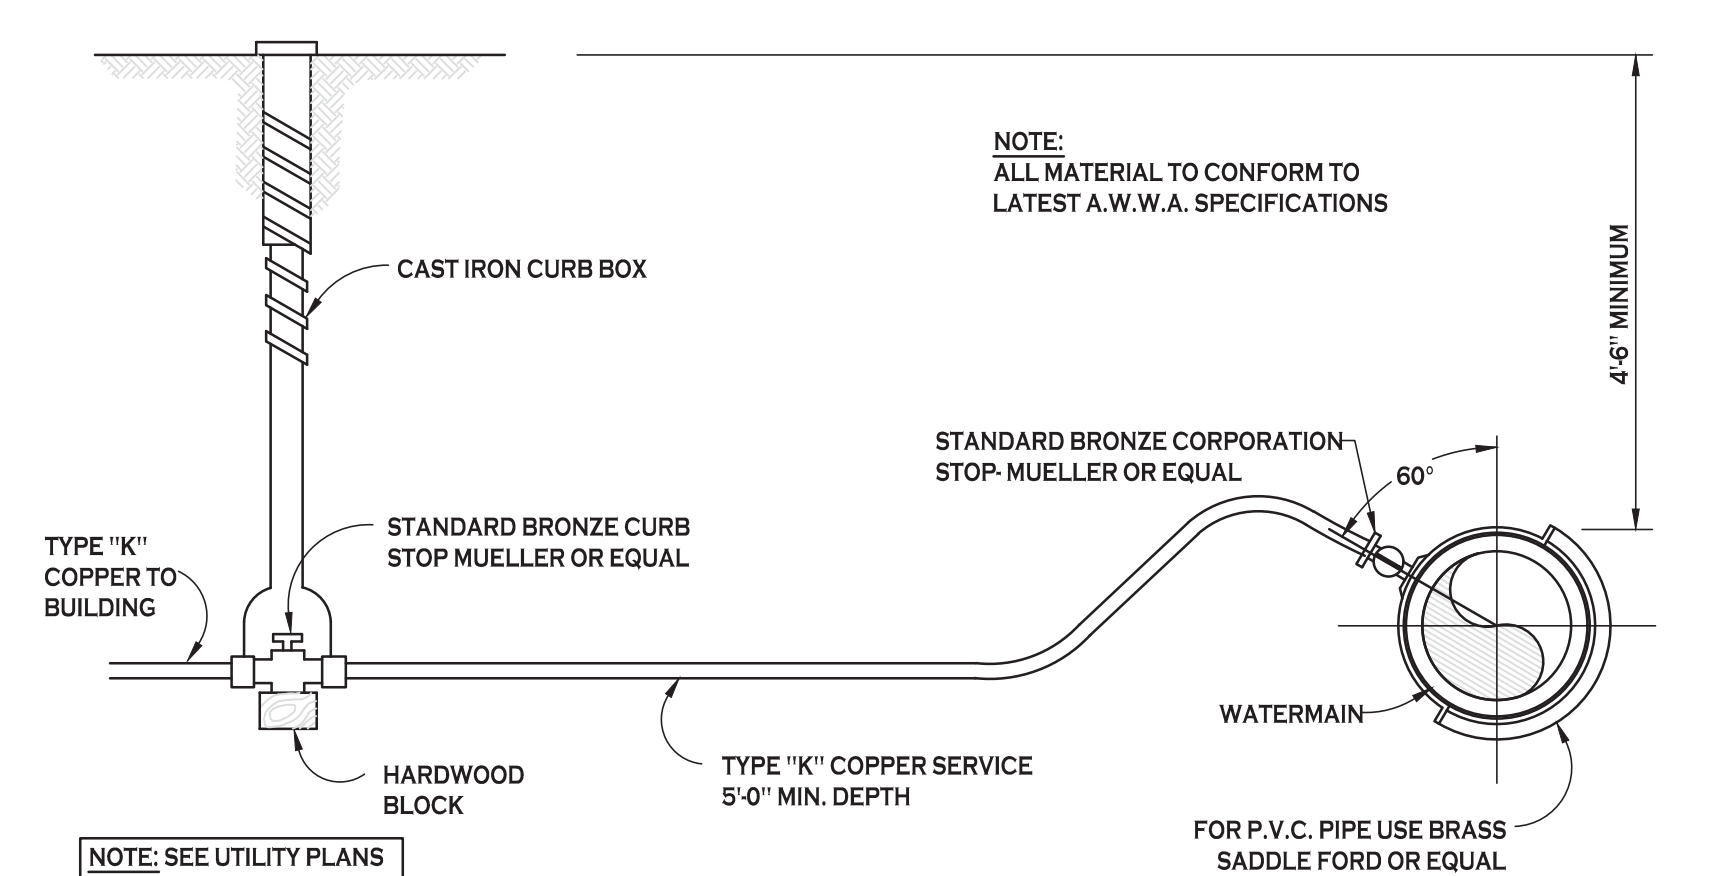 NOTE:
ALL MATERIAL TO CONFORM TO
LATEST A.W.W.A. SPECIFICATIONS
CAST IRON CURB BOX
4'-6" MINIMUM
STANDARD BRONZE CORPORATION
STOP- MUELLER OR EQUAL
60°
STANDARD BRONZE CURB
STOP MUELLER OR EQUAL
TYPE "K"
COPPER TO
BUILDING
WATERMAIN
HARDWOOD
BLOCK
TYPE "K" COPPER SERVICE
5'-0" MIN. DEPTH
FOR P.V.C. PIPE USE BRASS
SADDLE FORD OR EQUAL
NOTE: SEE UTILITY PLANS